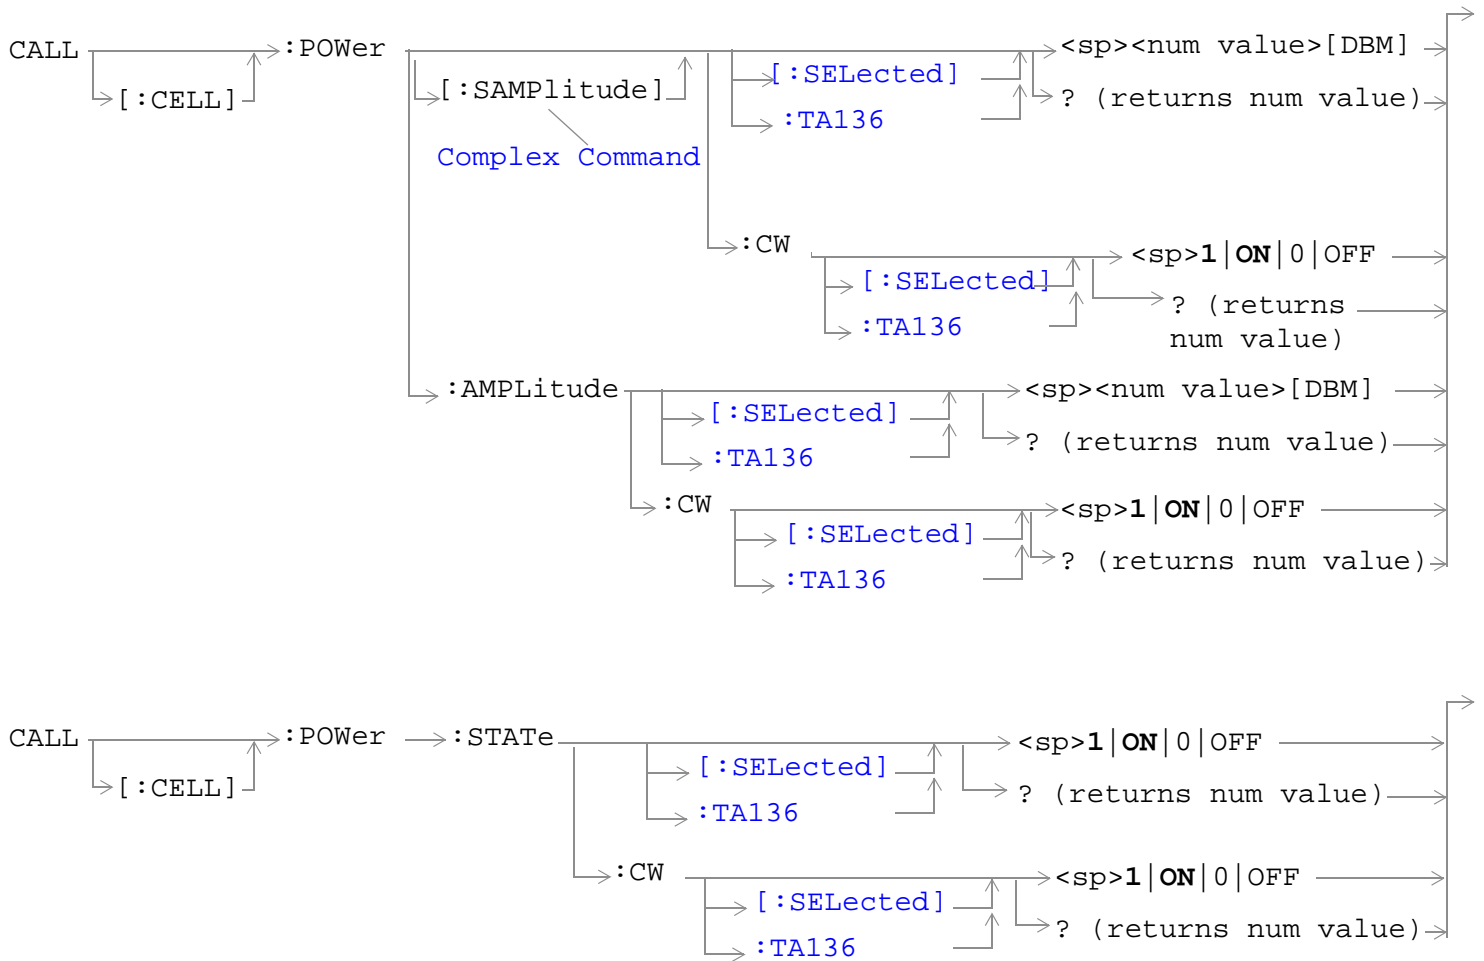 CALL :POWer <sp><num value>[DBM]
[:CELL] [:SAMPlitude] [:SELected] ? (returns num value)
:TA136
Complex Command
:CW <sp>1|ON|0|OFF
[:SELected] ? (returns
:TA136 num value)
:AMPLitude <sp><num value>[DBM]
[:SELected] ? (returns num value)
:TA136
:CW <sp>1|ON|0|OFF
[:SELected] ? (returns num value)
:TA136
CALL :POWer :STATe <sp>1|ON|0|OFF
[:CELL] [:SELected] ? (returns num value)
:TA136
:CW <sp>1|ON|0|OFF
[:SELected] ? (returns num value)
:TA136